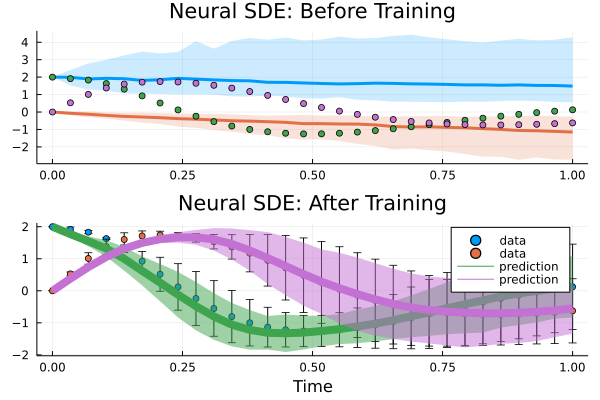 Neural SDE: Before Training
4
3
2
1
0
−1
−2
0.00 0.25 0.50 0.75 1.00
Neural SDE: After Training
2
1
0
−1
−2
data
data
prediction
prediction
0.00 0.25 0.50 0.75 1.00
Time